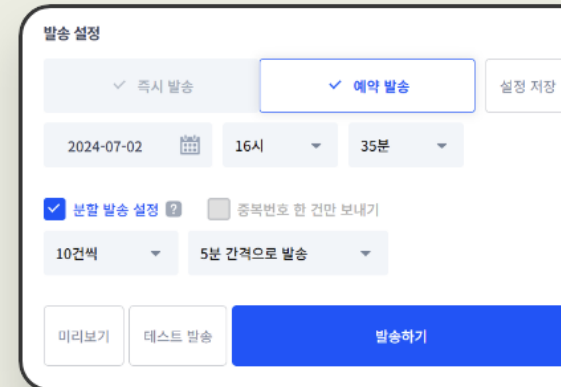 발송 설정
즉시 발송 예약 발송 설정 저장
2024-07-02 16시 35분
분할 발송 설정 ? 중복번호 한 건만 보내기
10건씩 5분 간격으로 발송
미리보기 테스트 발송 발송하기